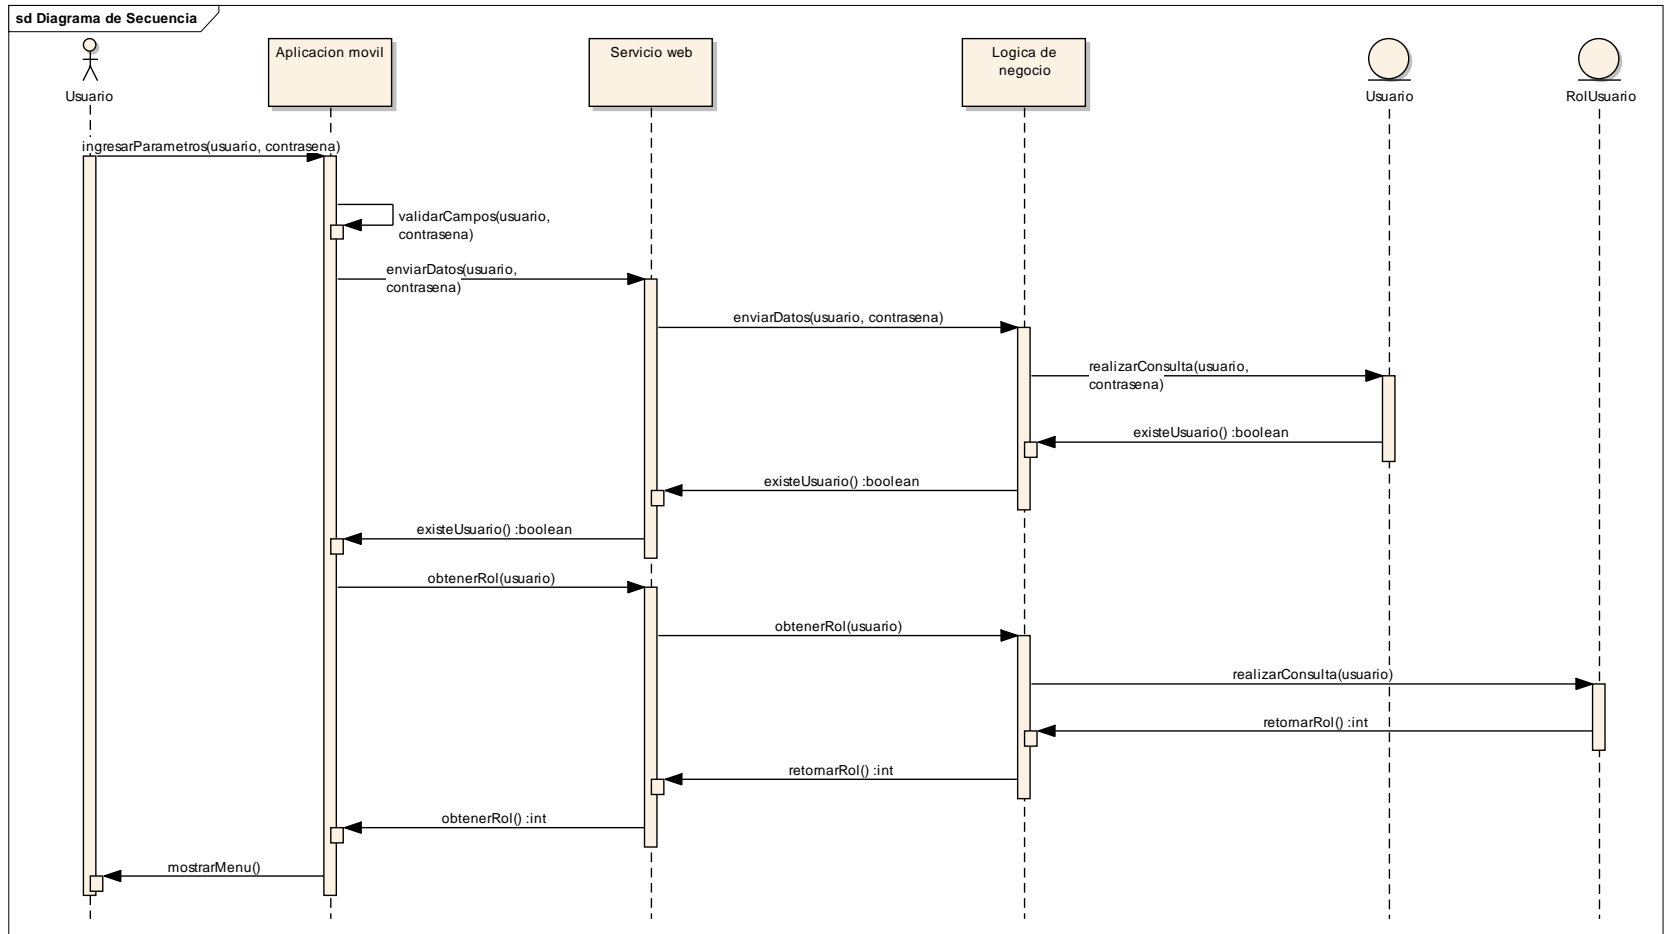 sd Diagrama de Secuencia
Usuario
Aplicacion movil
Servicio web
Logica de
negocio
Usuario
RolUsuario
ingresarParametros(usuario, contrasena)
validarCampos(usuario,
contrasena)
enviarDatos(usuario,
contrasena)
enviarDatos(usuario, contrasena)
realizarConsulta(usuario,
contrasena)
existeUsuario() :boolean
existeUsuario() :boolean
existeUsuario() :boolean
obtenerRol(usuario)
obtenerRol(usuario)
realizarConsulta(usuario)
retornarRol() :int
retornarRol() :int
obtenerRol() :int
mostrarMenu()